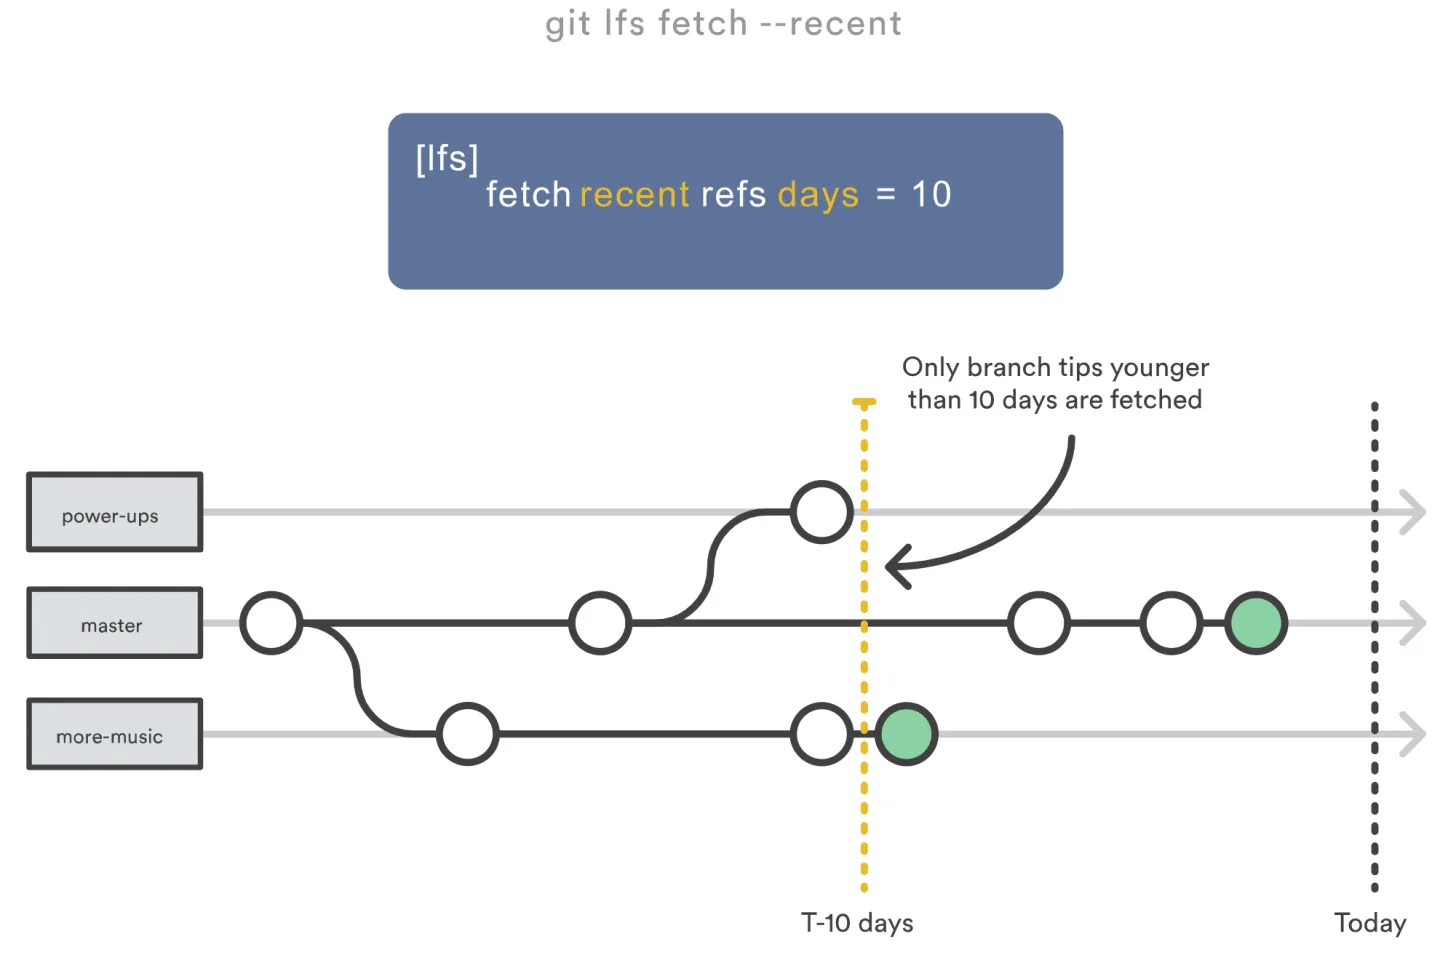 git lfs fetch --recent
[lfs]
fetch recent refs days = 10
Only branch tips younger
than 10 days are fetched
power-ups
master
more-music
T-10 days
Today